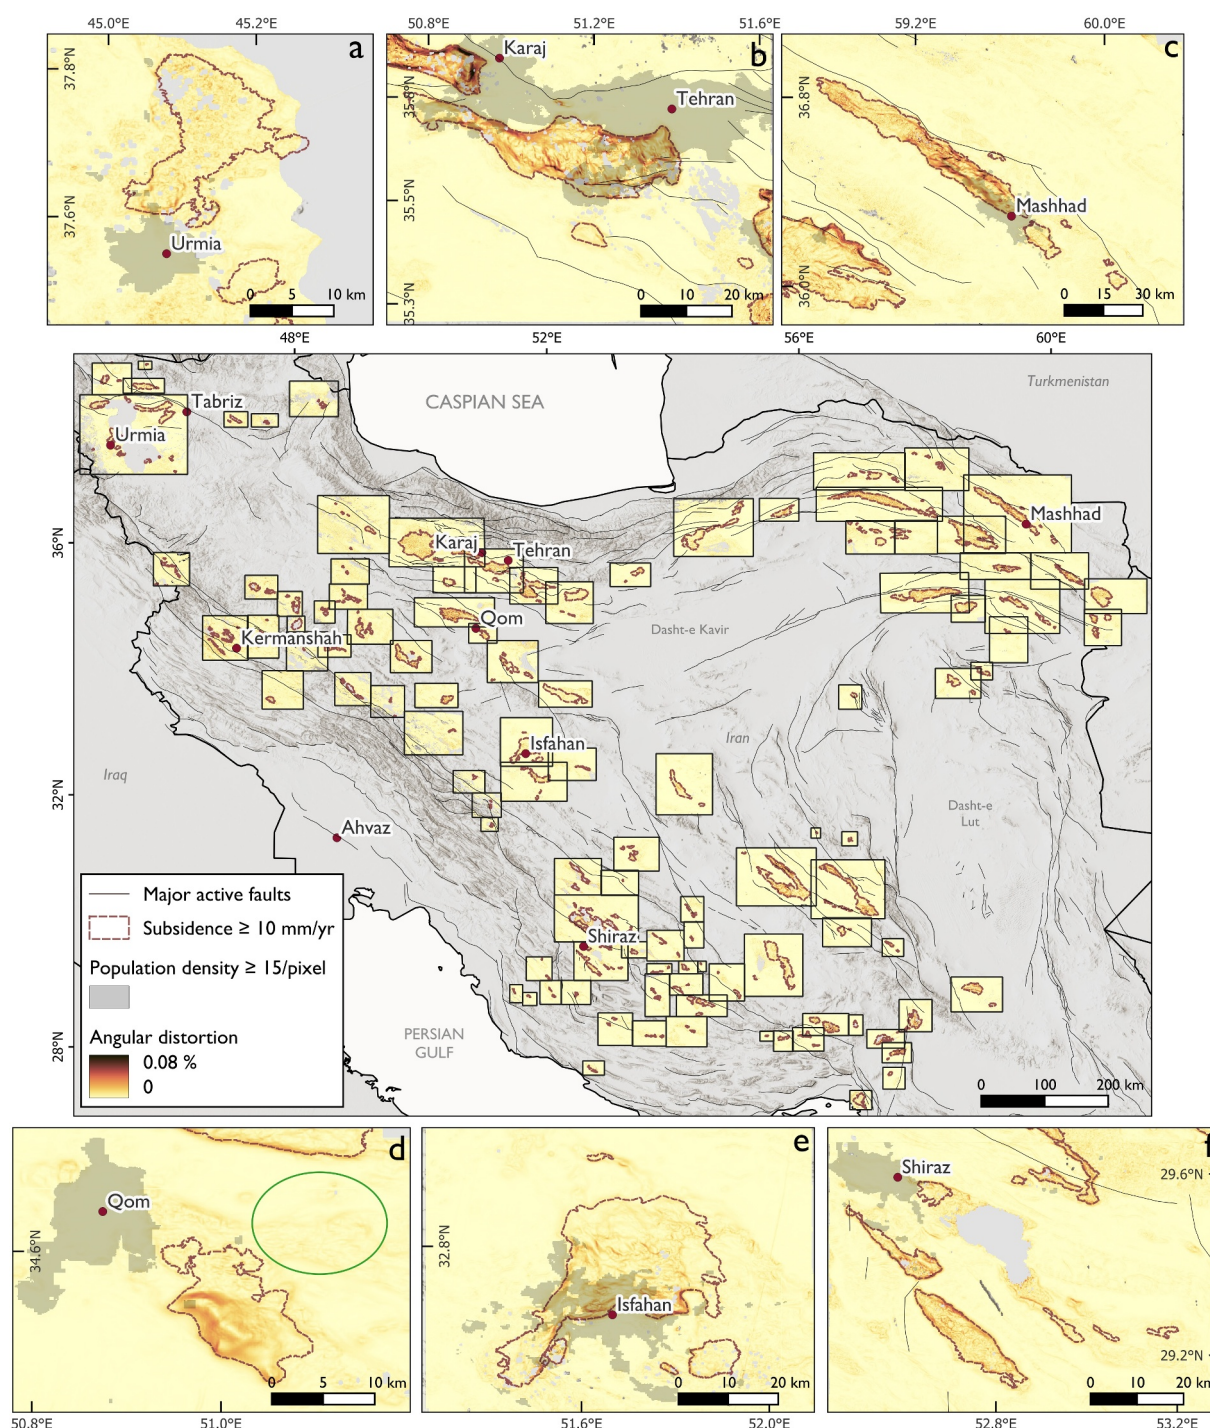 45.0°E
45.2°E
50.8°E
51.2°E
51.6°E
59.2°E
60.0°E
a
37.8°N
37.6°N
Urmia
0 5 10 km
b
Karaj
Tehran
35.8°N
35.5°N
35.3°N
0 10 20 km
c
36.8°N
36.0°N
Mashhad
0 15 30 km
48°E
52°E
56°E
60°E
36°N
32°N
28°N
Turkmenistan
CASPIAN SEA
Tabriz
Urmia
Mashhad
Karaj
Tehran
Qom
Kermanshah
Dasht-e Kavir
Isfahan
Iran
Iraq
Dasht-e
Lut
Ahvaz
Shiraz
PERSIAN
GULF
Major active faults
Subsidence ≥ 10 mm/yr
Population density ≥ 15/pixel
Angular distortion
0.08 %
0
0 100 200 km
d
Qom
34.6°N
0 5 10 km
50.8°E
51.0°E
e
32.8°N
Isfahan
0 10 20 km
51.6°E
52.0°E
f
Shiraz
29.6°N
29.2°N
0 10 20 km
52.8°E
53.2°E